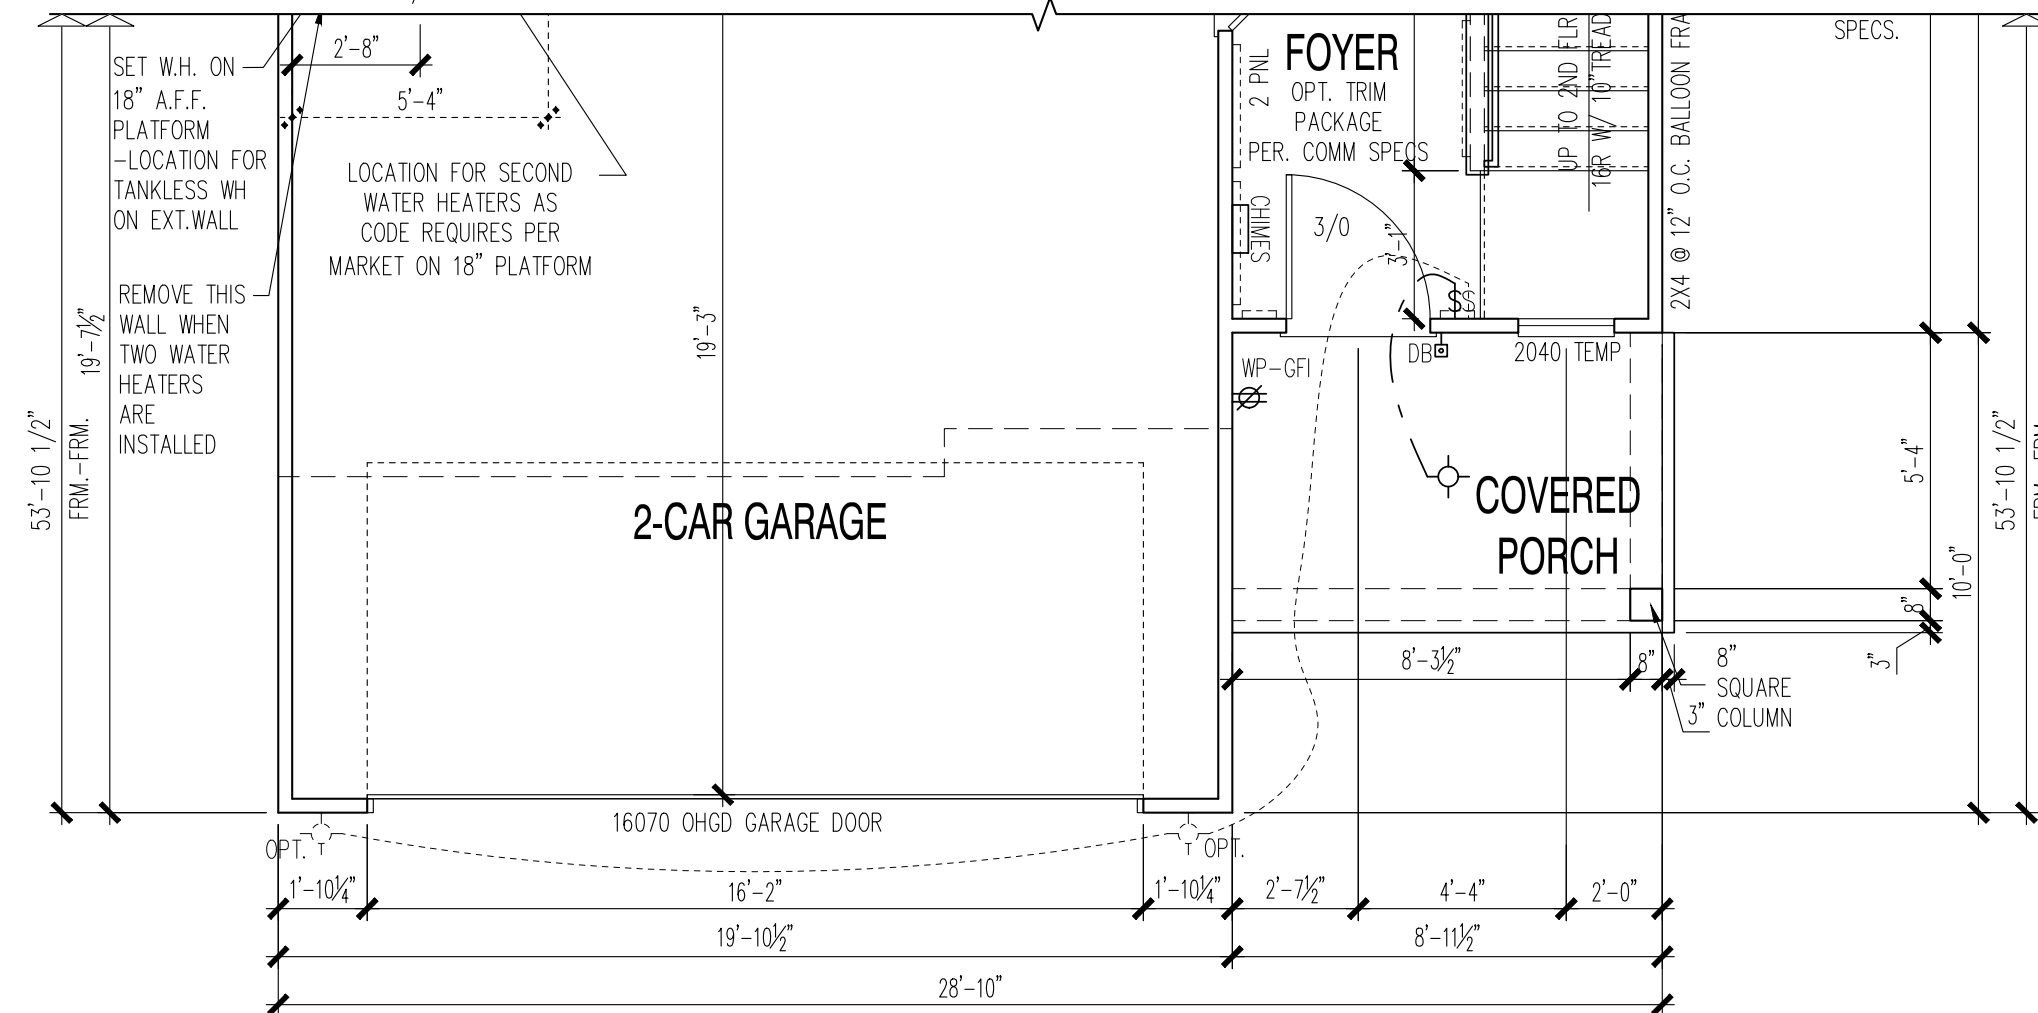 SPECS.
SET W.H. ON
18" A.F.F.
PLATFORM
-LOCATION FOR
TANKLESS WH
ON EXT.WALL
2'-8"
5'-4"
LOCATION FOR SECOND
WATER HEATERS AS
CODE REQUIRES PER
MARKET ON 18" PLATFORM
REMOVE THIS
WALL WHEN
TWO WATER
HEATERS
ARE
INSTALLED
53'-10 1/2"
FRM.-FRM.
19'-7½"
19'-3"
FOYER
OPT. TRIM
PACKAGE
PER. COMM SPECS
2 PNL
CHIMES
3/0
3'-1"
UP TO 2ND FLR
16R W/ 10"TREAD
2X4 @ 12" O.C. BALLOON FRA
DB
2040 TEMP
WP-GFI
2-CAR GARAGE
COVERED
PORCH
5'-4"
8"
3"
10'-0"
53'-10 1/2"
8'-3½"
8"
3"
8"
SQUARE
COLUMN
16070 OHGD GARAGE DOOR
OPT.
OPT.
1'-10¼"
16'-2"
1'-10¼"
2'-7½"
4'-4"
2'-0"
19'-10½"
8'-11½"
28'-10"